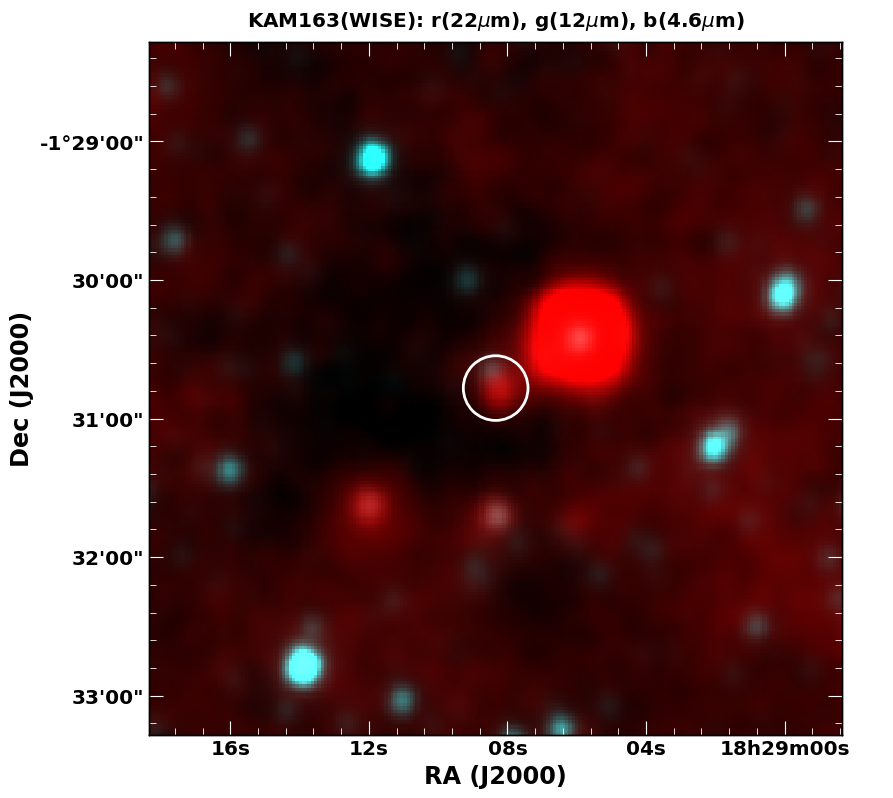 KAM163(WISE): r(22μm), g(12μm), b(4.6μm)
-1°29'00"
30'00"
31'00"
32'00"
33'00"
Dec (J2000)
16s
12s
08s
04s
18h29m00s
RA (J2000)